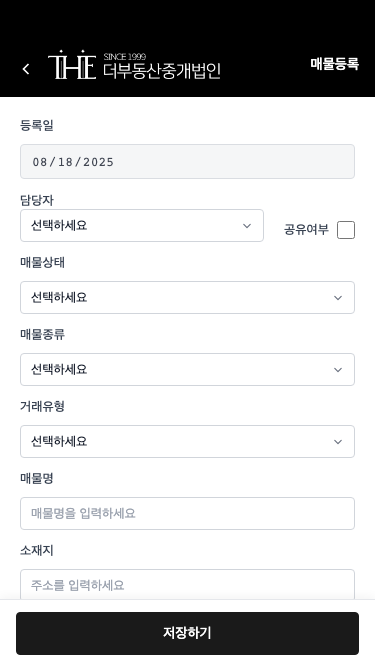 THE SINCE 1999
더부동산중개법인
매물등록
등록일
08/18/2025
담당자
선택하세요
공유여부
매물상태
선택하세요
매물종류
선택하세요
거래유형
선택하세요
매물명
매물명을 입력하세요
소재지
주소를 입력하세요
저장하기